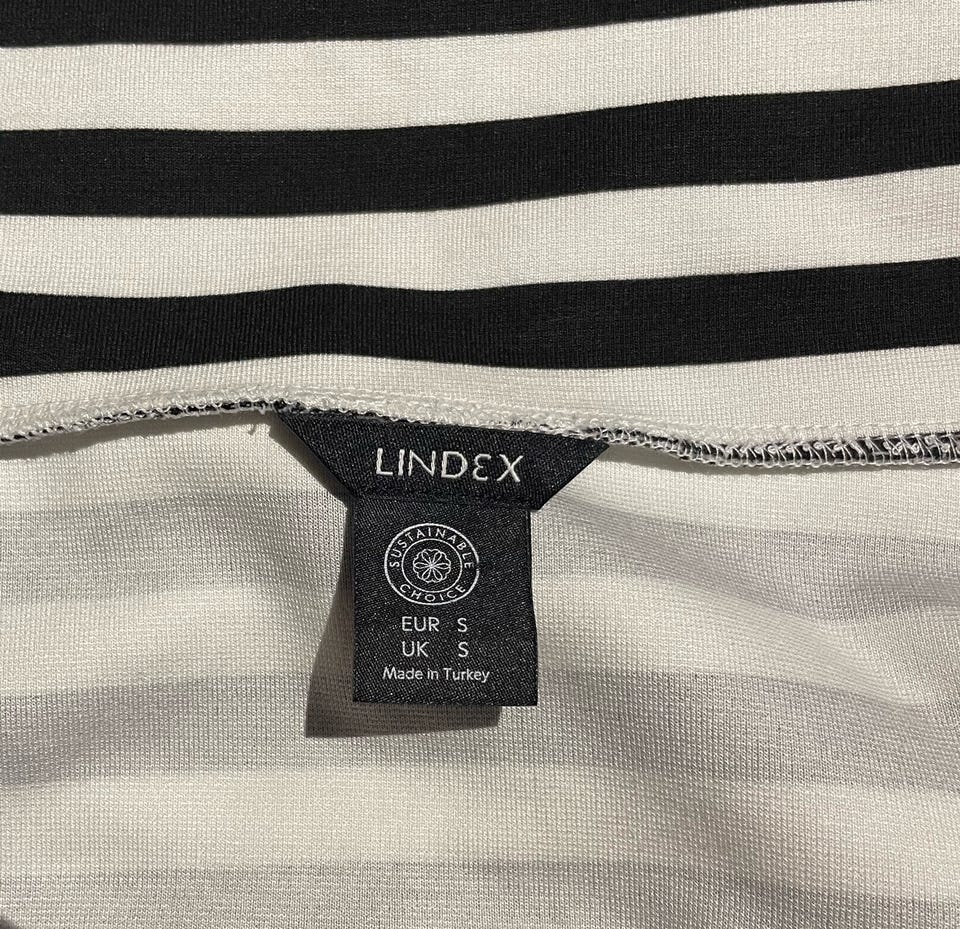 LINDEX
SUSTAINABLE
CHOICE
EUR S
UK S
Made in Turkey